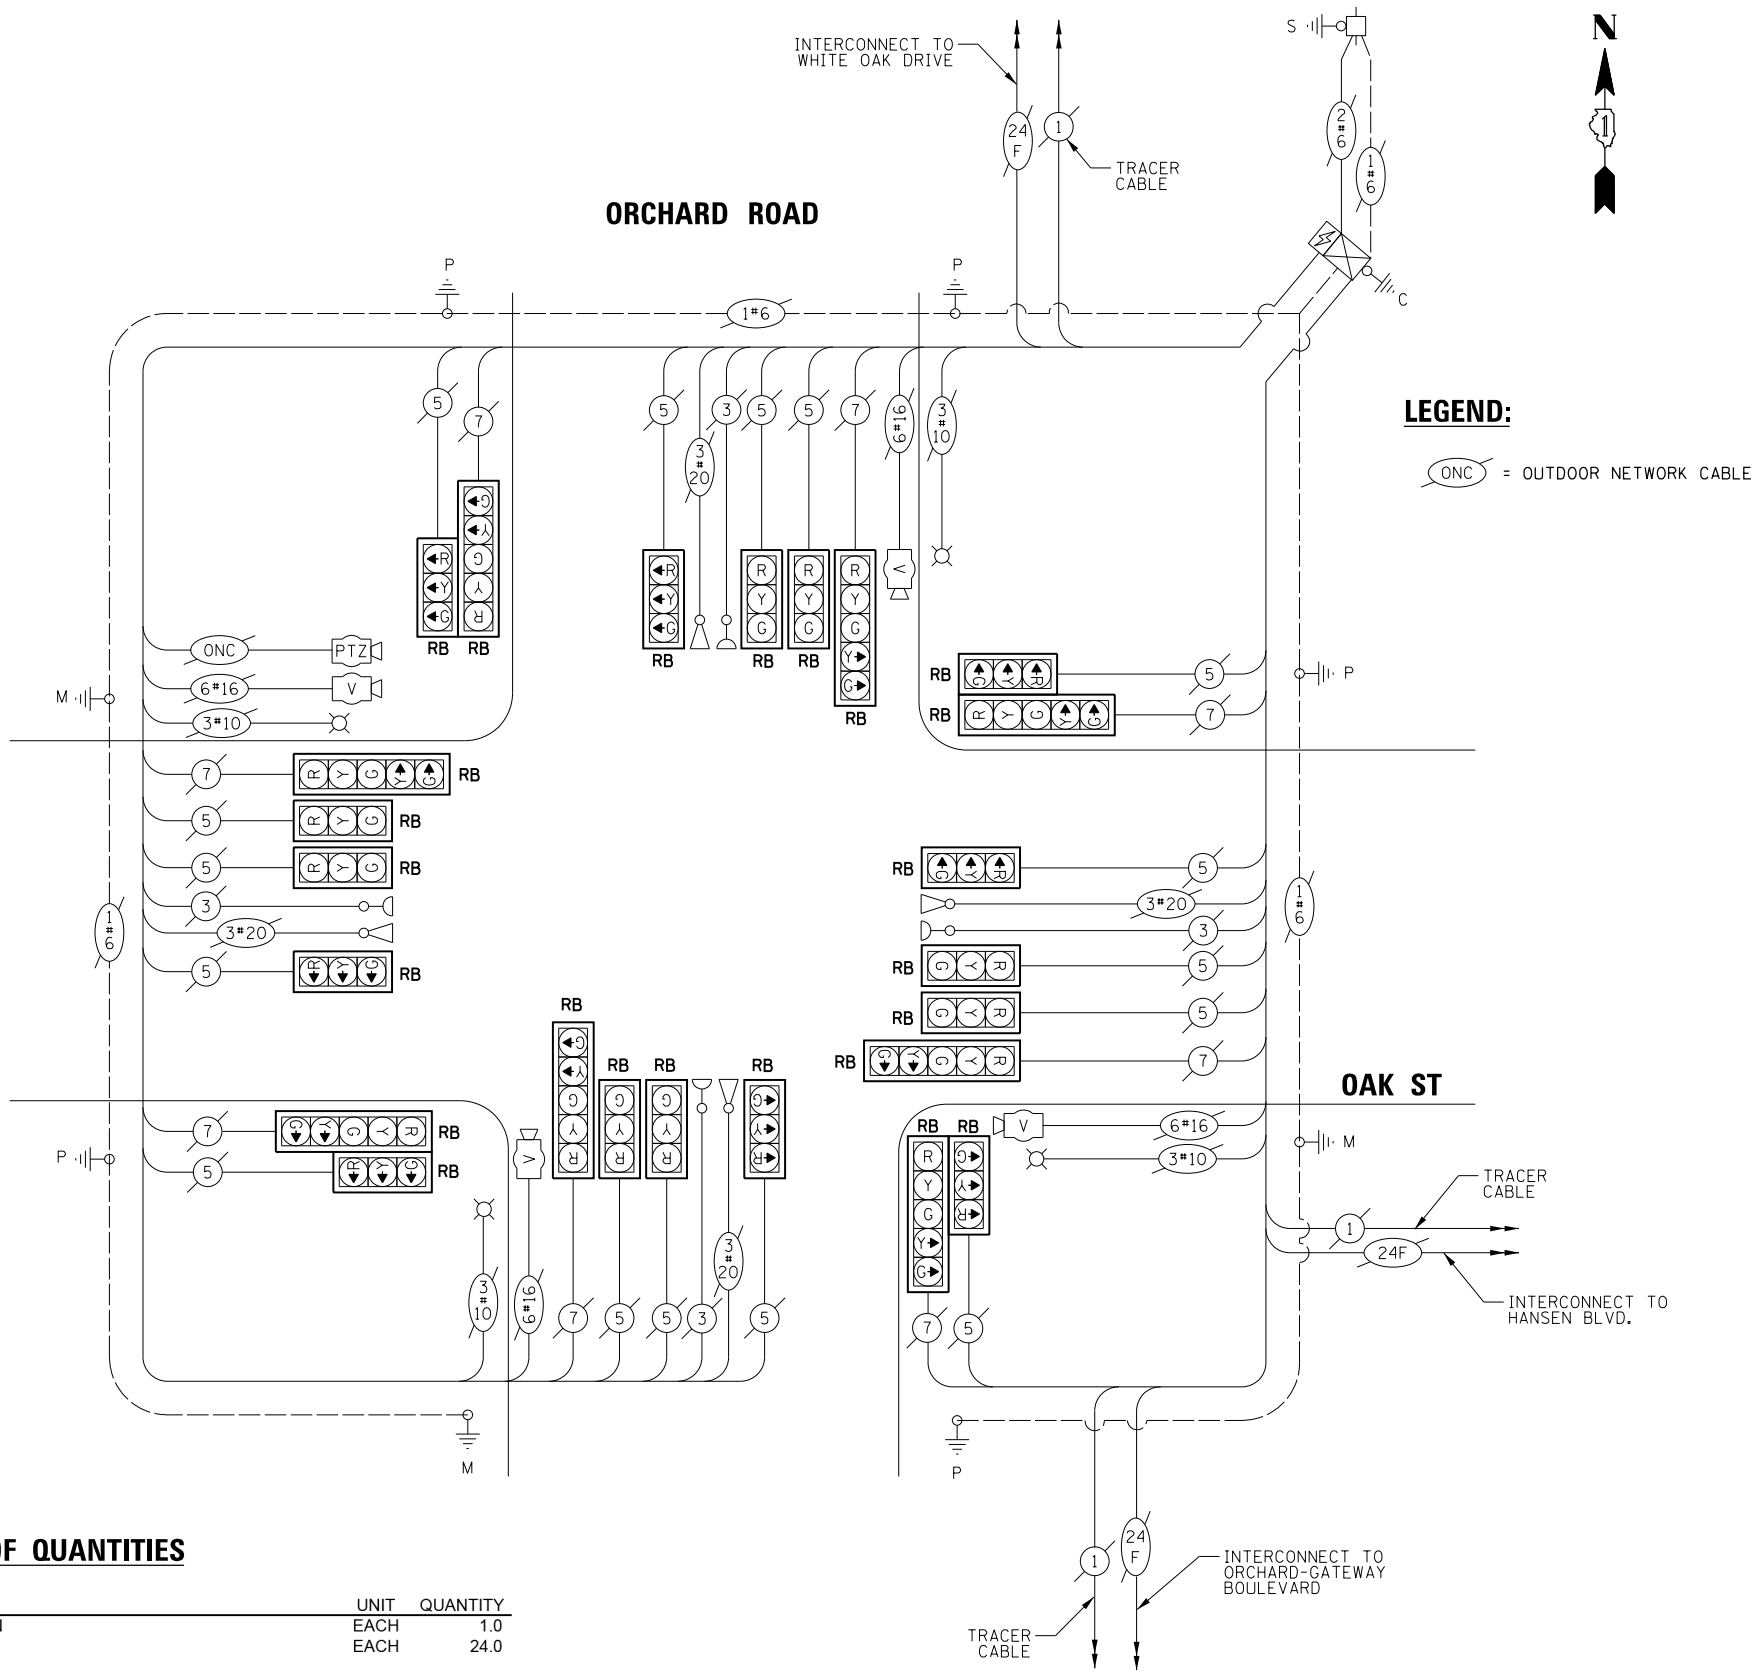 S
N
INTERCONNECT TO
WHITE OAK DRIVE
2
#
6
24
F
1
1
TRACER
CABLE
1
#
6
ORCHARD ROAD
P
P
C
1#6
LEGEND:
ONC = OUTDOOR NETWORK CABLE
5
7
5
3
#
20
3
5
5
7
6#16
3
#
10
G
Y
G
Y
R
R
Y
G
RB
RB
R
Y
G
RB
R
Y
G
RB
R
Y
G
RB
R
Y
G
Y
G
RB
V
ONC
PTZ
6#16
V
3#10
M
RB
G Y R
5
P
RB
R Y G Y G
7
7
R Y G Y G
RB
5
R Y G
RB
5
R Y G
RB
3
3#20
5
R Y G
RB
1
#
6
RB
G Y R
5
3#20
3
RB
G Y R
5
RB
G Y R
5
RB
G Y G Y R
7
1
#
6
OAK ST
RB
G
Y
G
Y
R
RB
G
Y
R
RB
G
Y
R
RB
G
Y
R
V
7
G Y G Y R
RB
P
5
R Y G
RB
3
#
10
6#16
7
5
5
3
3
#
20
5
M
RB
RB
R
Y
G
Y
G
G
Y
R
V
6#16
3#10
M
7
5
TRACER
CABLE
1
24F
INTERCONNECT TO
HANSEN BLVD.
P
1
24
F
INTERCONNECT TO
ORCHARD-GATEWAY
BOULEVARD
TRACER
CABLE
OF QUANTITIES
UNIT QUANTITY
N EACH 1.0
EACH 24.0